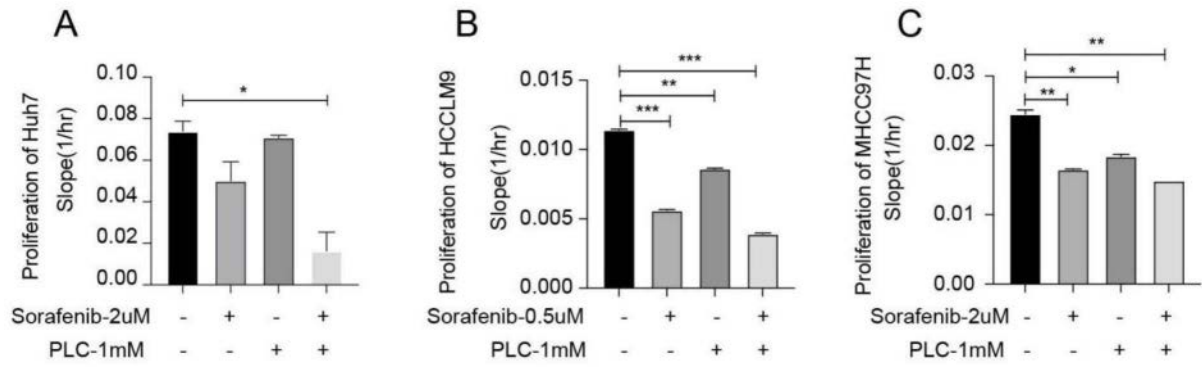 A
Proliferation of Huh7
Slope(1/hr)
0.10
0.08
0.06
0.04
0.02
0.00
*
Sorafenib-2uM - + - +
PLC-1mM - - + +
B
Proliferation of HCCLM9
Slope(1/hr)
0.015
0.010
0.005
0.000
***
**
***
Sorafenib-0.5uM - + - +
PLC-1mM - - + +
C
Proliferation of MHCC97H
Slope(1/hr)
0.03
0.02
0.01
0.00
**
*
**
Sorafenib-2uM - + - +
PLC-1mM - - + +